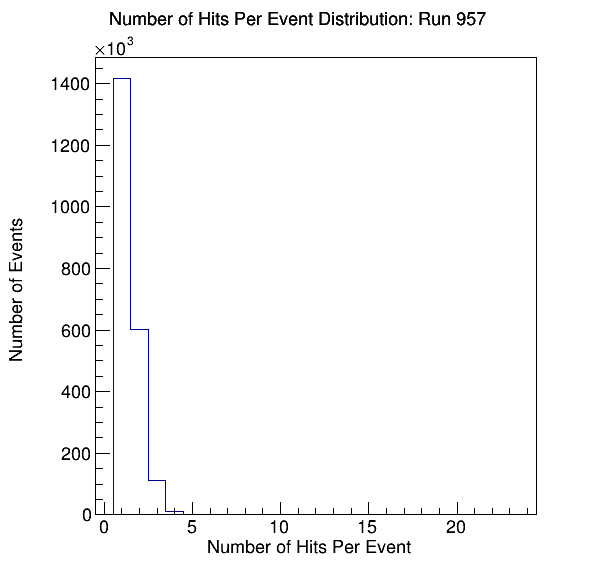 Number of Hits Per Event Distribution: Run 957
×10³
1400
1200
1000
800
600
400
200
0
0 5 10 15 20
Number of Hits Per Event
Number of Events